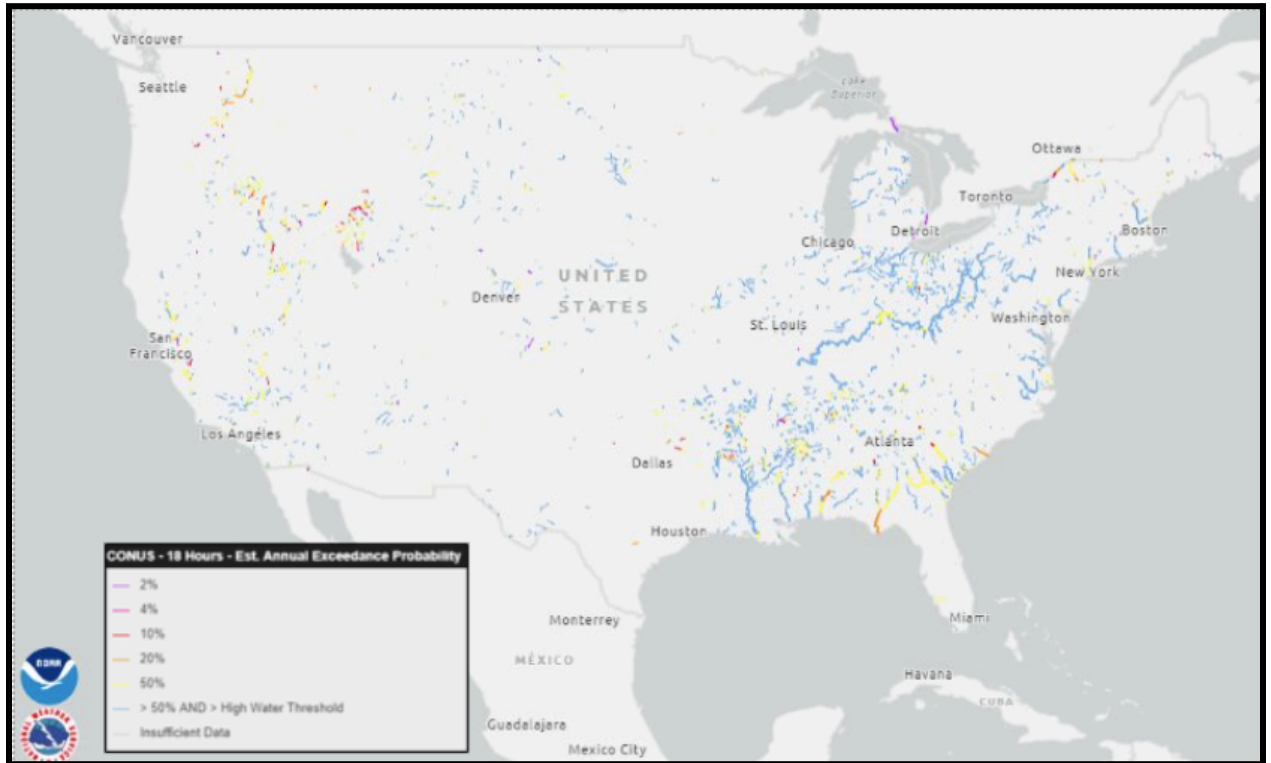 Vancouver
Seattle
Lake
Superior
Ottawa
Toronto
Detroit
Boston
Chicago
New York
UNITED
STATES
Denver
Washington
St. Louis
San
Francisco
Los Angeles
Atlanta
Dallas
Houston
CONUS - 18 Hours - Est. Annual Exceedance Probability
2%
4%
10%
20%
50%
> 50% AND > High Water Threshold
Insufficient Data
Monterrey
Miami
MÉXICO
Havana
CUBA
Guadalajara
Mexico City
NOAA